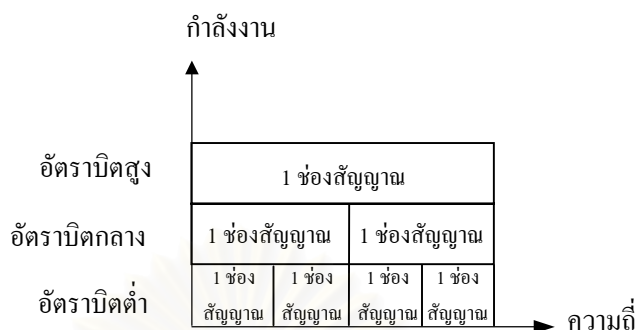 กำลังงาน
อัตราบิตสูง
1 ช่องสัญญาณ
อัตราบิตกลาง
1 ช่องสัญญาณ
1 ช่องสัญญาณ
อัตราบิตต่ำ
1 ช่อง
สัญญาณ
1 ช่อง
สัญญาณ
1 ช่อง
สัญญาณ
1 ช่อง
สัญญาณ
ความถี่